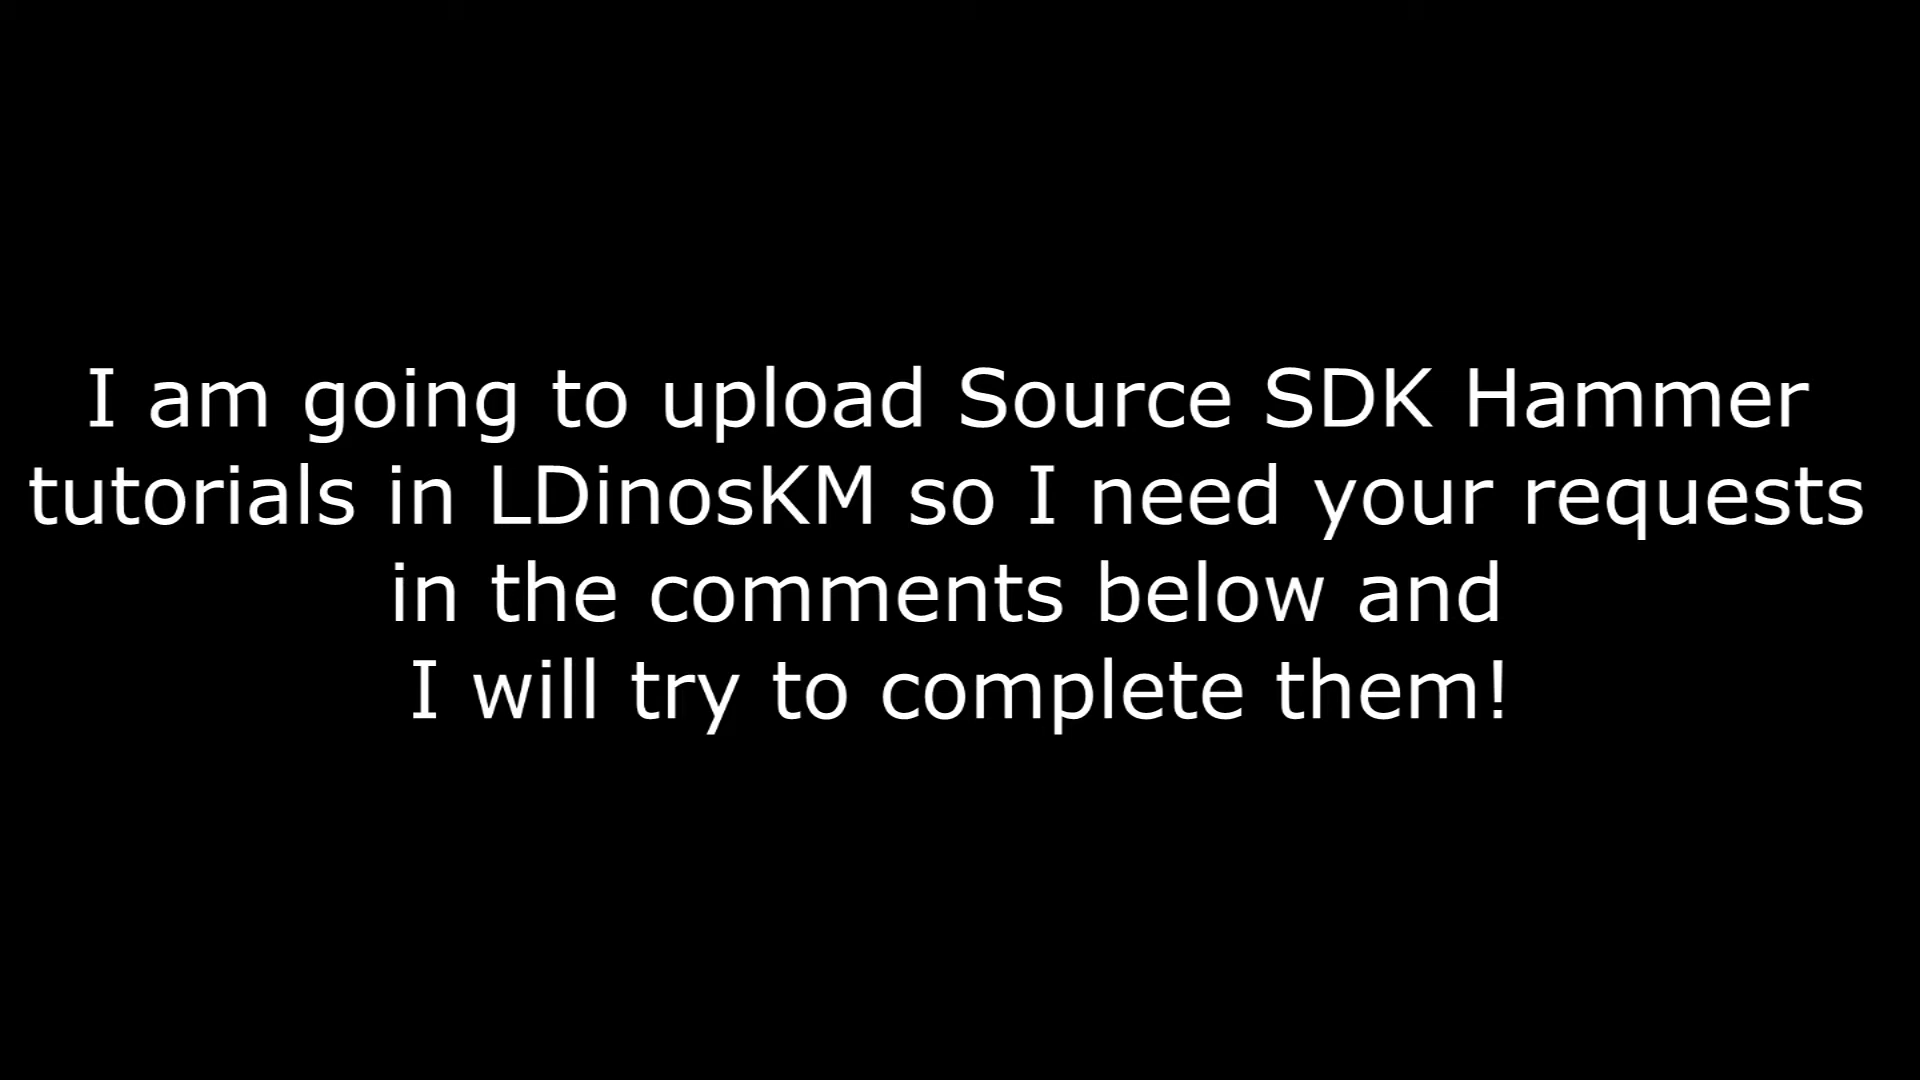 I am going to upload Source SDK Hammer
tutorials in LDinosKM so I need your requests
in the comments below and
I will try to complete them!